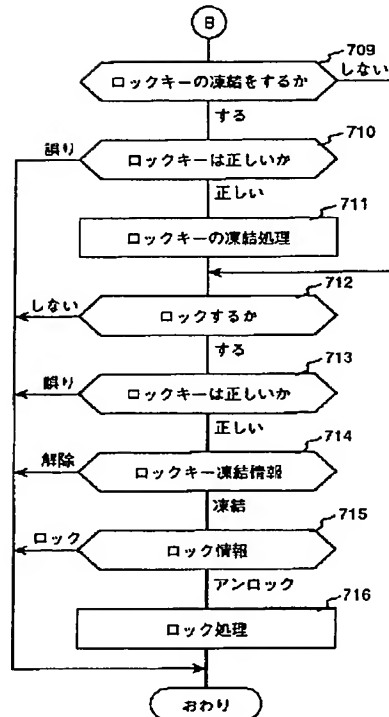 B
709
ロックキーの凍結をするか
しない
する
710
誤り
ロックキーは正しいか
正しい
711
ロックキーの凍結処理
712
しない
ロックするか
する
713
誤り
ロックキーは正しいか
正しい
714
解除
ロックキー凍結情報
凍結
715
ロック
ロック情報
アンロック
716
ロック処理
おわり